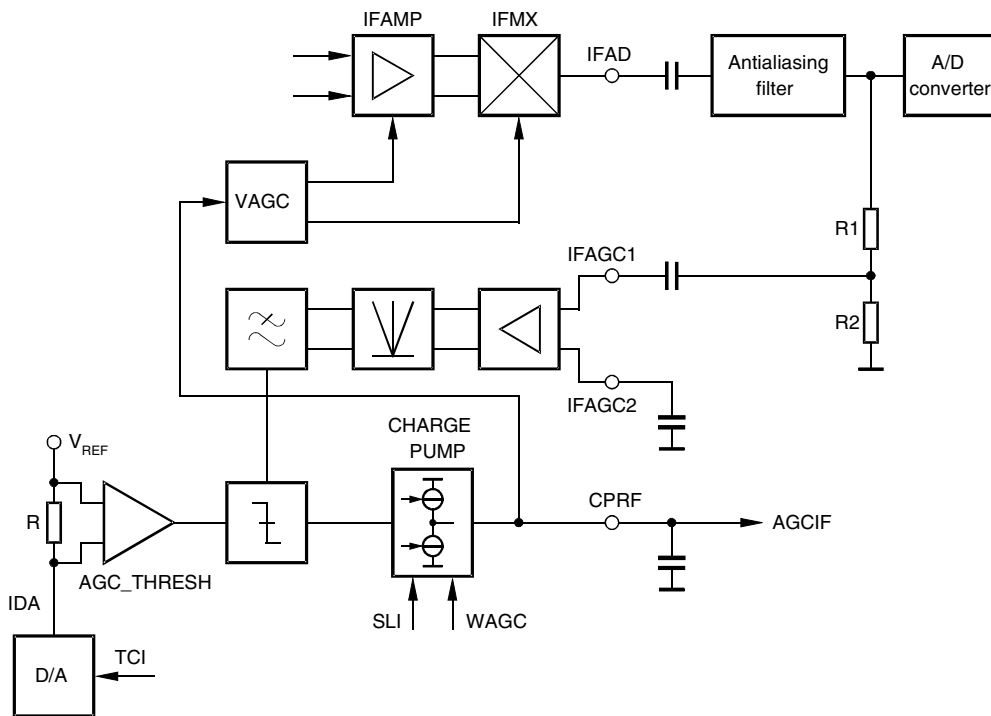 IFAMP
IFMX
IFAD
Antialiasing
filter
A/D
converter
VAGC
R1
IFAGC1
R2
IFAGC2
CHARGE
PUMP
VREF
R
CPRF
AGCIF
AGC_THRESH
IDA
SLI
WAGC
D/A
TCI